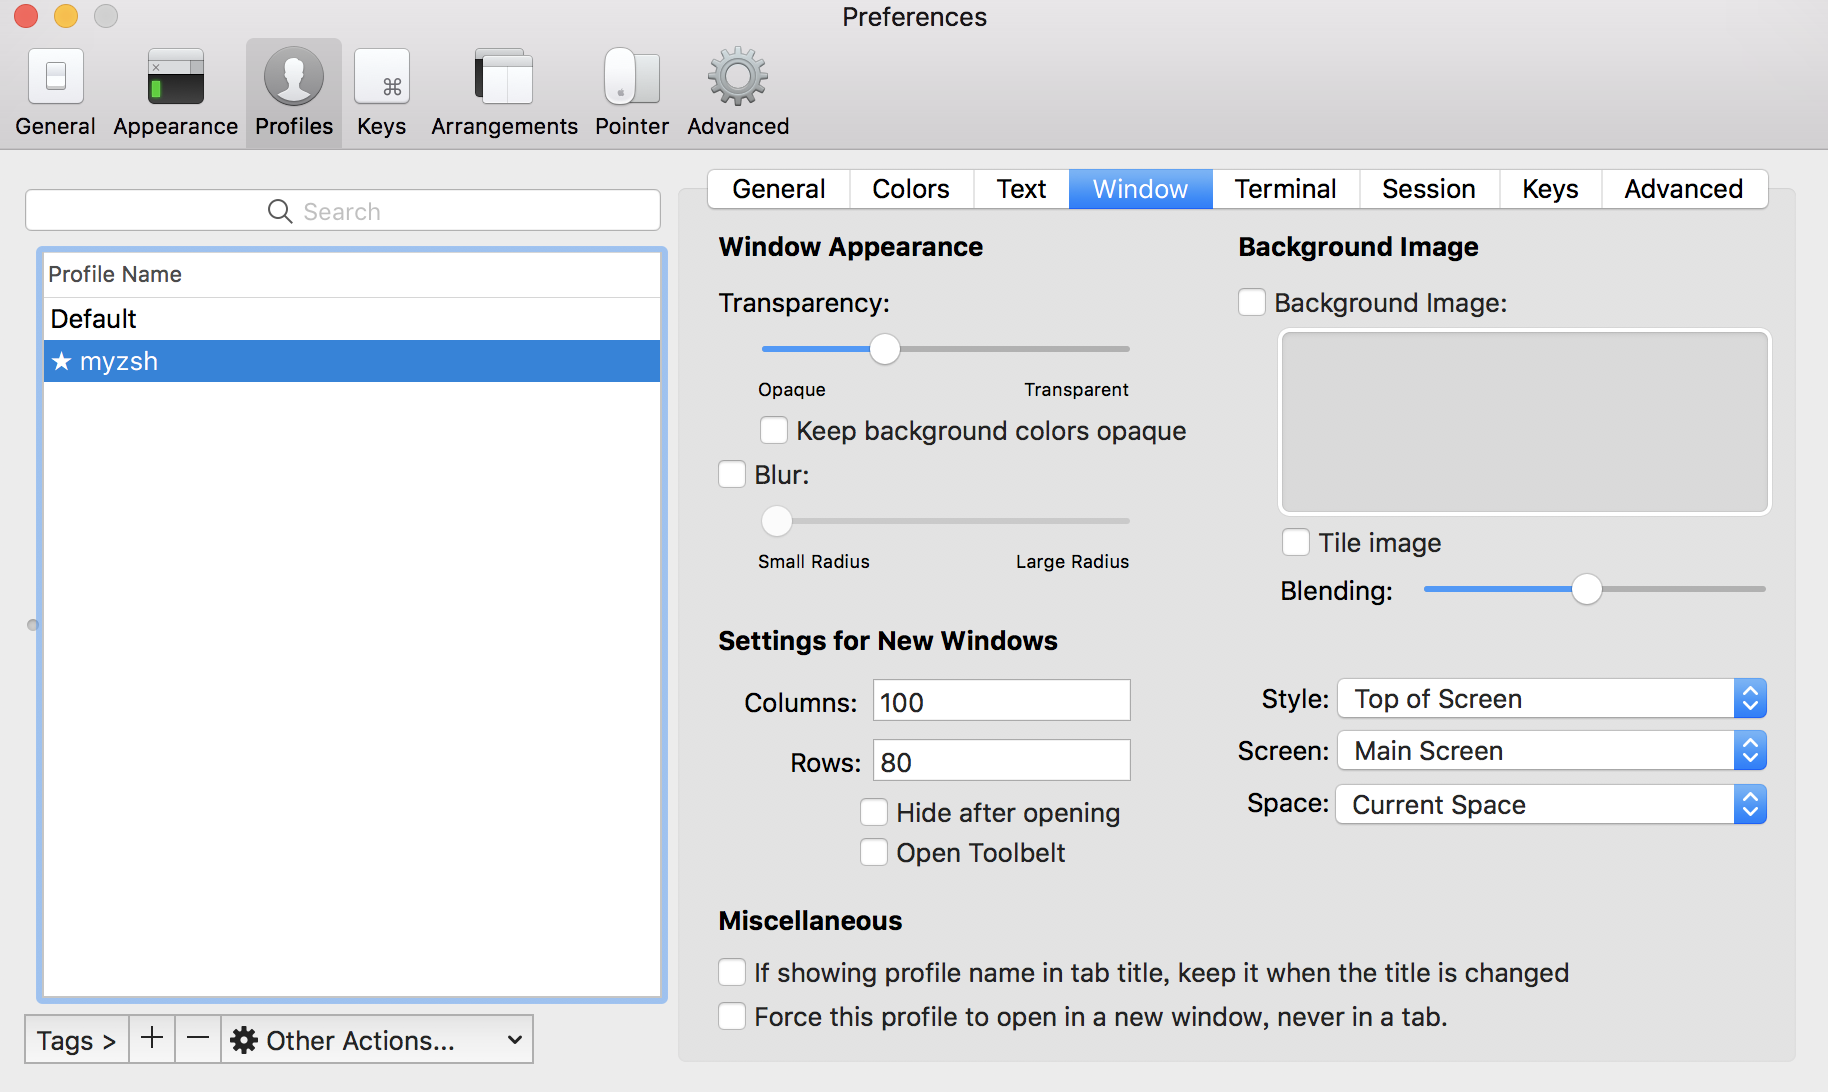 Preferences
General Appearance Profiles Keys Arrangements Pointer Advanced
Search
Profile Name
Default
★ myzsh
Tags > + — Other Actions...
General Colors Text Window Terminal Session Keys Advanced
Window Appearance
Transparency:
Opaque Transparent
Keep background colors opaque
Blur:
Small Radius Large Radius
Background Image
Background Image:
Tile image
Blending:
Settings for New Windows
Columns: 100
Rows: 80
Hide after opening
Open Toolbelt
Style: Top of Screen
Screen: Main Screen
Space: Current Space
Miscellaneous
If showing profile name in tab title, keep it when the title is changed
Force this profile to open in a new window, never in a tab.